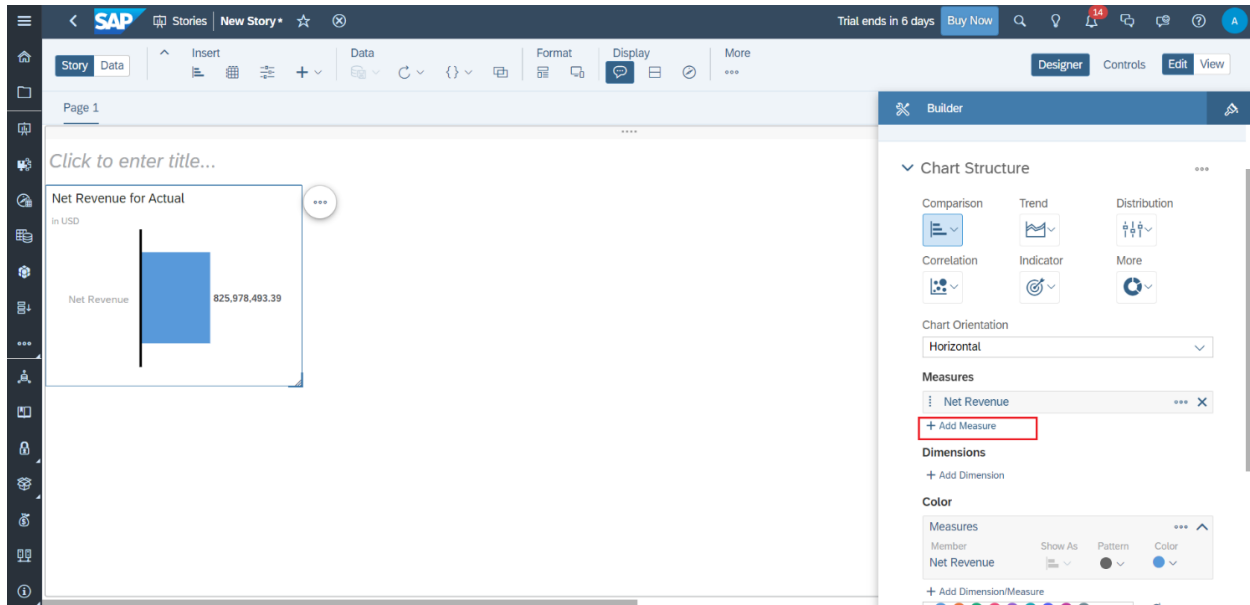 SAP Stories New Story* Trial ends in 6 days Buy Now 14 A
Story Data Insert Data Format Display More Designer Controls Edit View
Page 1
Builder
Click to enter title...
Net Revenue for Actual
in USD
Net Revenue 825,978,493.39
Chart Structure
Comparison Trend Distribution
Correlation Indicator More
Chart Orientation
Horizontal
Measures
Net Revenue
+ Add Measure
Dimensions
+ Add Dimension
Color
Measures
Member Show As Pattern Color
Net Revenue
+ Add Dimension/Measure